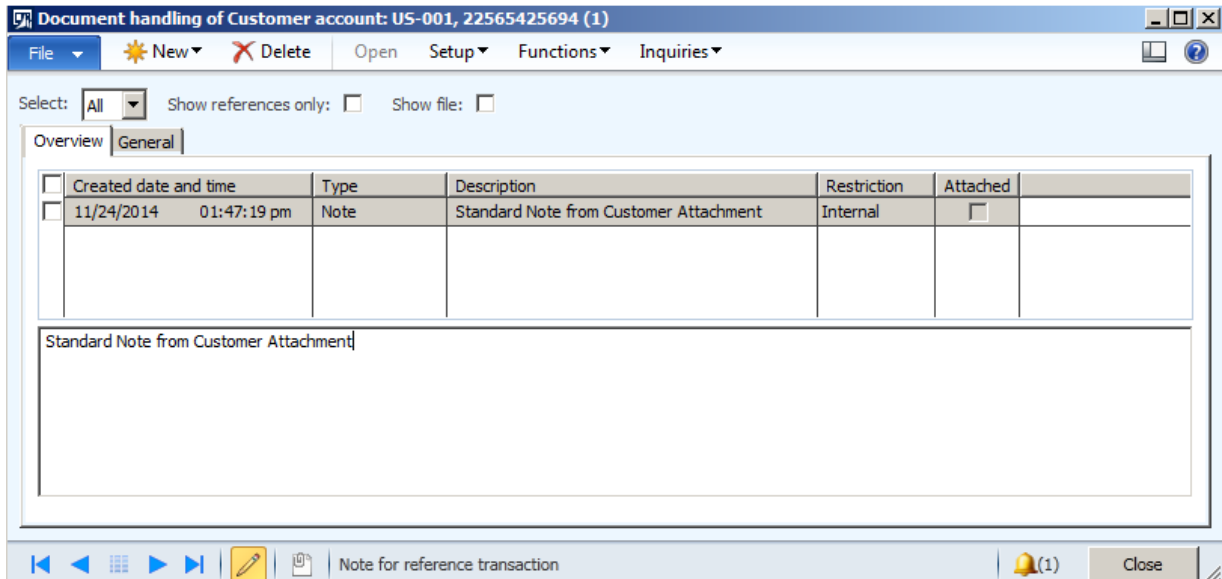 Document handling of Customer account: US-001, 22565425694 (1)
File New Delete Open Setup Functions Inquiries
Select: All Show references only: Show file:
Overview General
Created date and time Type Description Restriction Attached
11/24/2014 01:47:19 pm Note Standard Note from Customer Attachment Internal
Standard Note from Customer Attachment
Note for reference transaction (1) Close